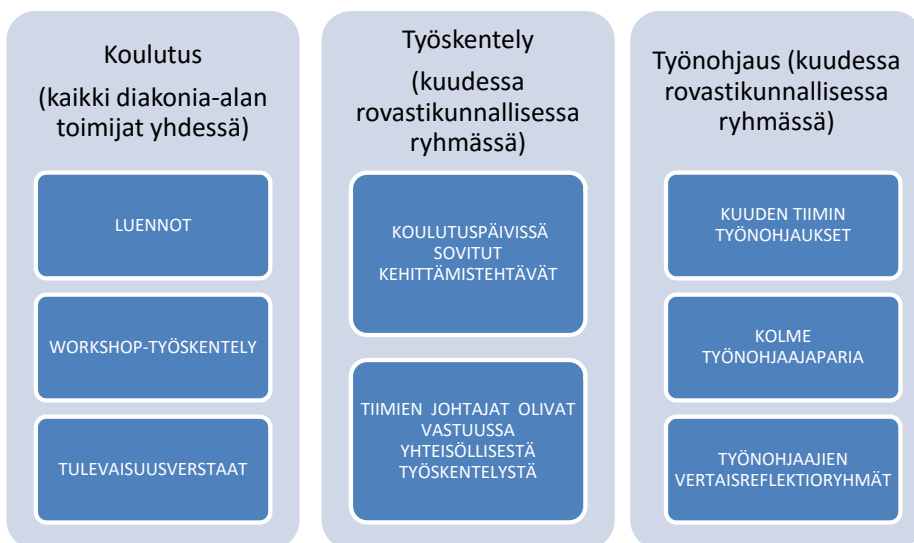 Koulutus
(kaikki diakonia-alan
toimijat yhdessä)
LUENNOT
WORKSHOP-TYÖSKENTELY
TULEVAISUUSVERSTAAT
Työskentely
(kuudessa
rovastikunnallisessa
ryhmässä)
KOULUTUSPÄIVISSÄ
SOVITUT
KEHITTÄMISTEHTÄVÄT
TIIMIEN JOHTAJAT OLIVAT
VASTUUSSA
YHTEISÖLLISESTÄ
TYÖSKENTELYSTÄ
Työnohjaus (kuudessa
rovastikunnallisessa
ryhmässä)
KUUDEN TIIMIN
TYÖNOHJAUKSET
KOLME
TYÖNOHJAAJAPARIA
TYÖNOHJAAJIEN
VERTAISREFLEKTIORYHMÄT